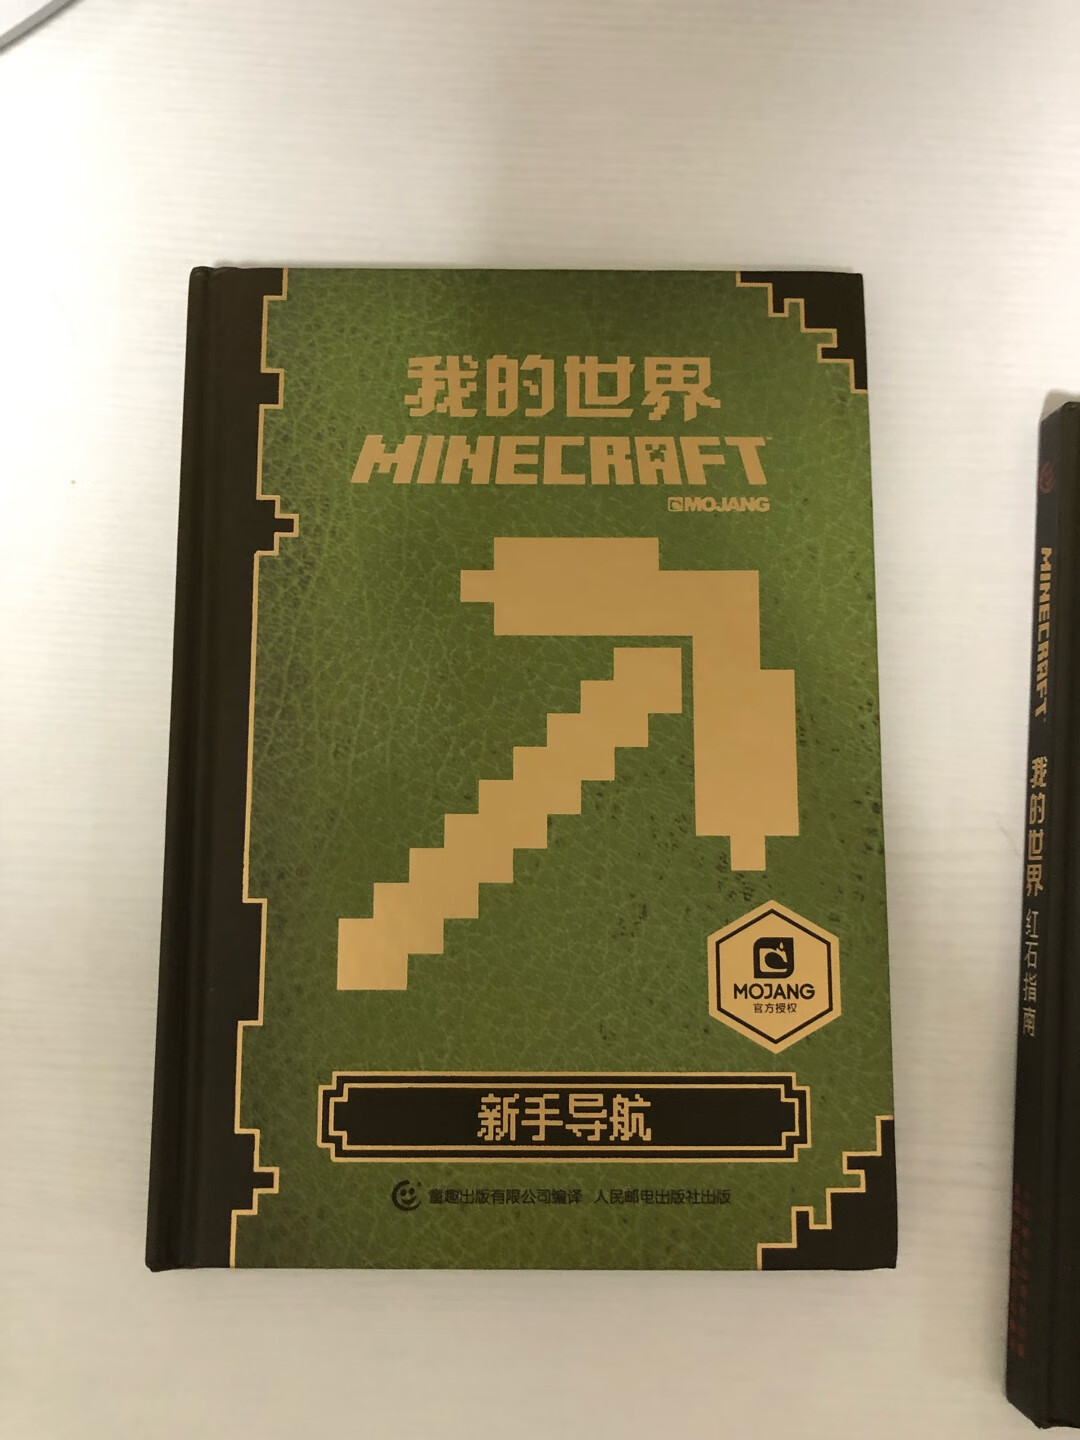 我的世界
MINECRAFT™
MOJANG
MOJANG
官方授权
新手导航
童趣出版有限公司编译 人民邮电出版社出版
MINECRAFT™ 我的世界 红石指南